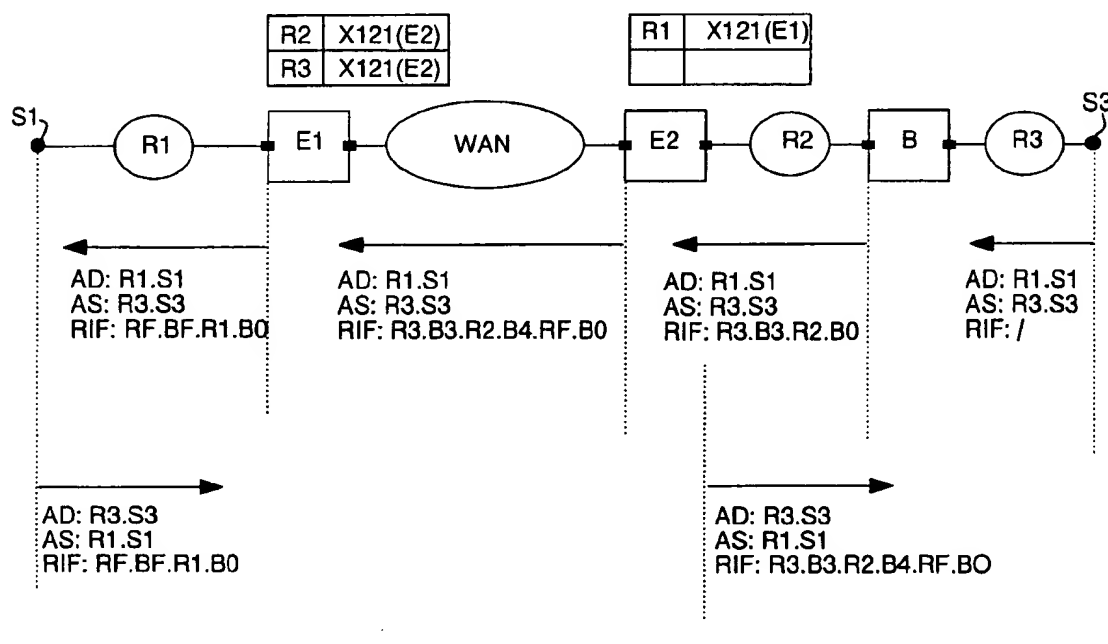 R2 X121(E2)
R3 X121(E2)
R1 X121(E1)
S1
R1
E1
WAN
E2
R2
B
R3
S3
AD: R1.S1
AS: R3.S3
RIF: RF.BF.R1.B0
AD: R1.S1
AS: R3.S3
RIF: R3.B3.R2.B4.RF.B0
AD: R1.S1
AS: R3.S3
RIF: R3.B3.R2.B0
AD: R1.S1
AS: R3.S3
RIF: /
AD: R3.S3
AS: R1.S1
RIF: RF.BF.R1.B0
AD: R3.S3
AS: R1.S1
RIF: R3.B3.R2.B4.RF.BO